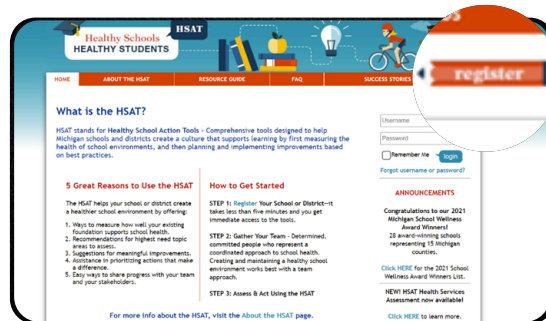 Healthy Schools
HEALTHY STUDENTS
HSAT
register
HOME
ABOUT THE HSAT
RESOURCE GUIDE
FAQ
SUCCESS STORIES
What is the HSAT?
HSAT stands for Healthy School Action Tools - Comprehensive tools designed to help
Michigan schools and districts create a culture that supports learning by first measuring the
health of school environments, and then planning and implementing improvements based
on best practices.
Username
Password
Remember Me
login
Forgot username or password?
5 Great Reasons to Use the HSAT
The HSAT helps your school or district create
a healthier school environment by offering:
1. Ways to measure how well your existing
foundation supports school health.
2. Recommendations for highest need topic
areas to assess.
3. Suggestions for meaningful improvements.
4. Assistance in prioritizing actions that make
a difference.
5. Easy ways to share progress with your team
and your stakeholders.
How to Get Started
STEP 1: Register Your School or District—it
takes less than five minutes and you get
immediate access to the tools.
STEP 2: Gather Your Team - Determined,
committed people who represent a
coordinated approach to school health.
Creating and maintaining a healthy school
environment works best with a team
approach.
STEP 3: Assess & Act Using the HSAT
ANNOUNCEMENTS
Congratulations to our 2021
Michigan School Wellness
Award Winners!
28 award-winning schools
representing 15 Michigan
counties.
Click HERE for the 2021 School
Wellness Award Winners List.
NEW! HSAT Health Services
Assessment now available!
Click HERE to learn more.
For more info about the HSAT, visit the About the HSAT page.